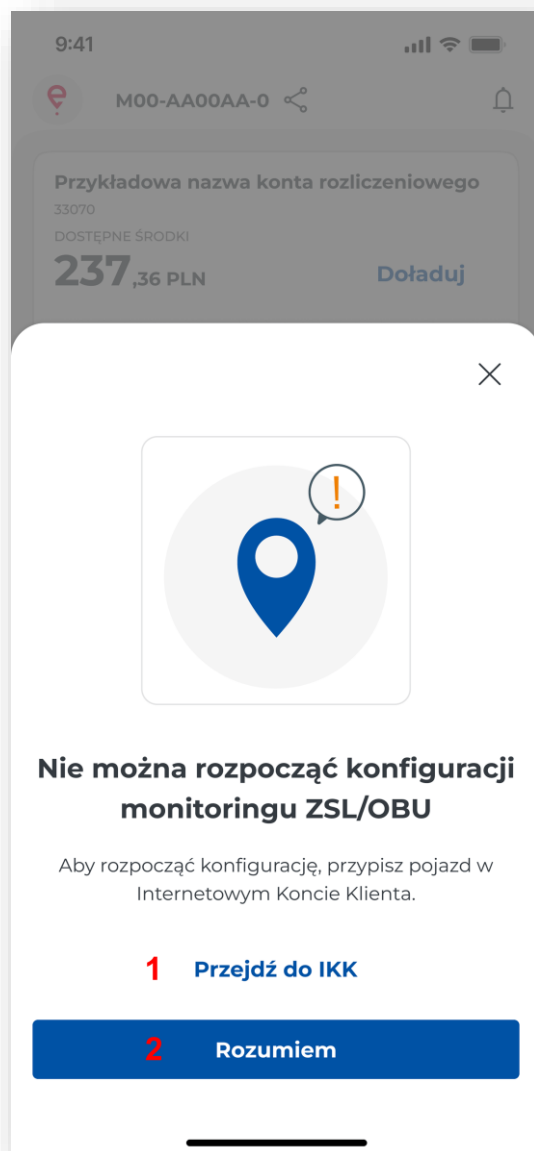 9:41
M00-AA00AA-0
Przykładowa nazwa konta rozliczeniowego
33070
DOSTĘPNE ŚRODKI
237,36 PLN Doładuj
!
Nie można rozpocząć konfiguracji
monitoringu ZSL/OBU
Aby rozpocząć konfigurację, przypisz pojazd w
Internetowym Koncie Klienta.
1 Przejdź do IKK
2 Rozumiem